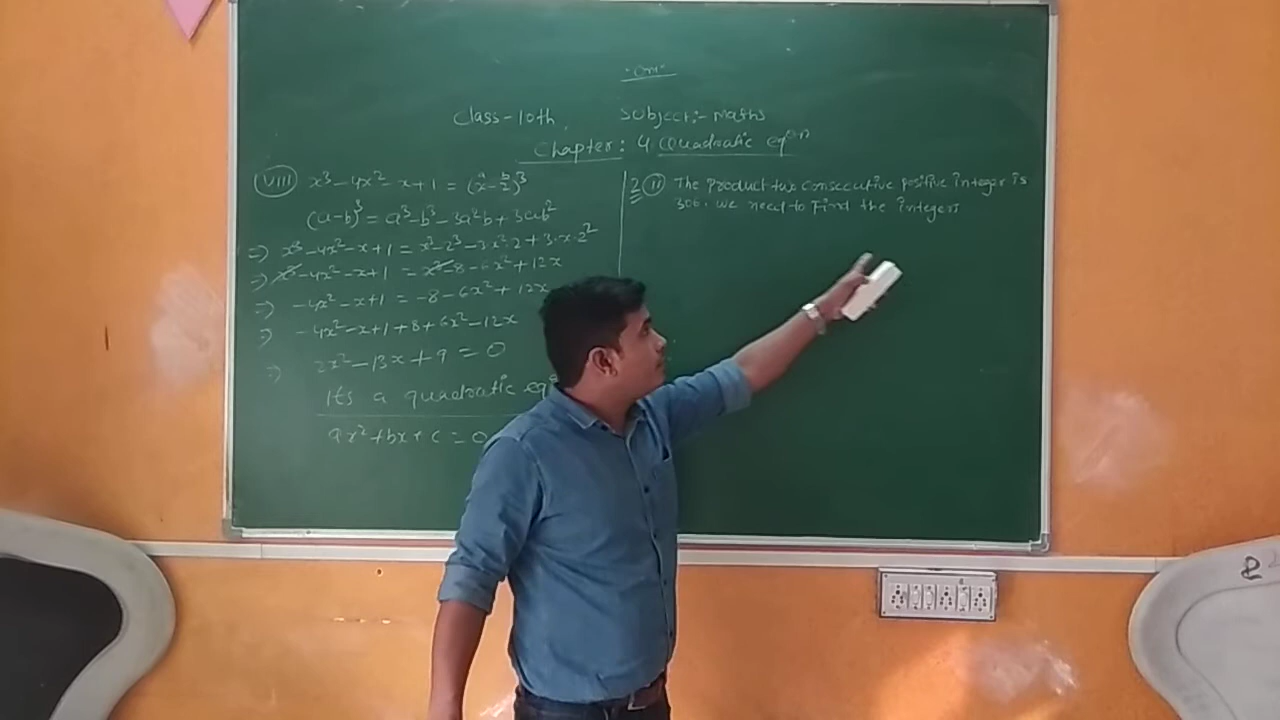 "Om"
Class-10th, Subject:- Maths
Chapter: 4 Quadratic eqⁿ
VIII x³-4x²-x+1 = (x-2)³
a b
(a-b)³ = a³-b³-3a²b+3ab²
=> x³-4x²-x+1 = x³-2³-3·x²·2+3·x·2²
=> x³-4x²-x+1 = x³-8-6x²+12x
=> -4x²-x+1 = -8-6x²+12x
=> -4x²-x+1+8+6x²-12x
=> 2x²-13x+9=0
It's a quadratic
ax²+bx+c=0
2 ii The product two consecutive positive integer is
306. we need to Find the integers